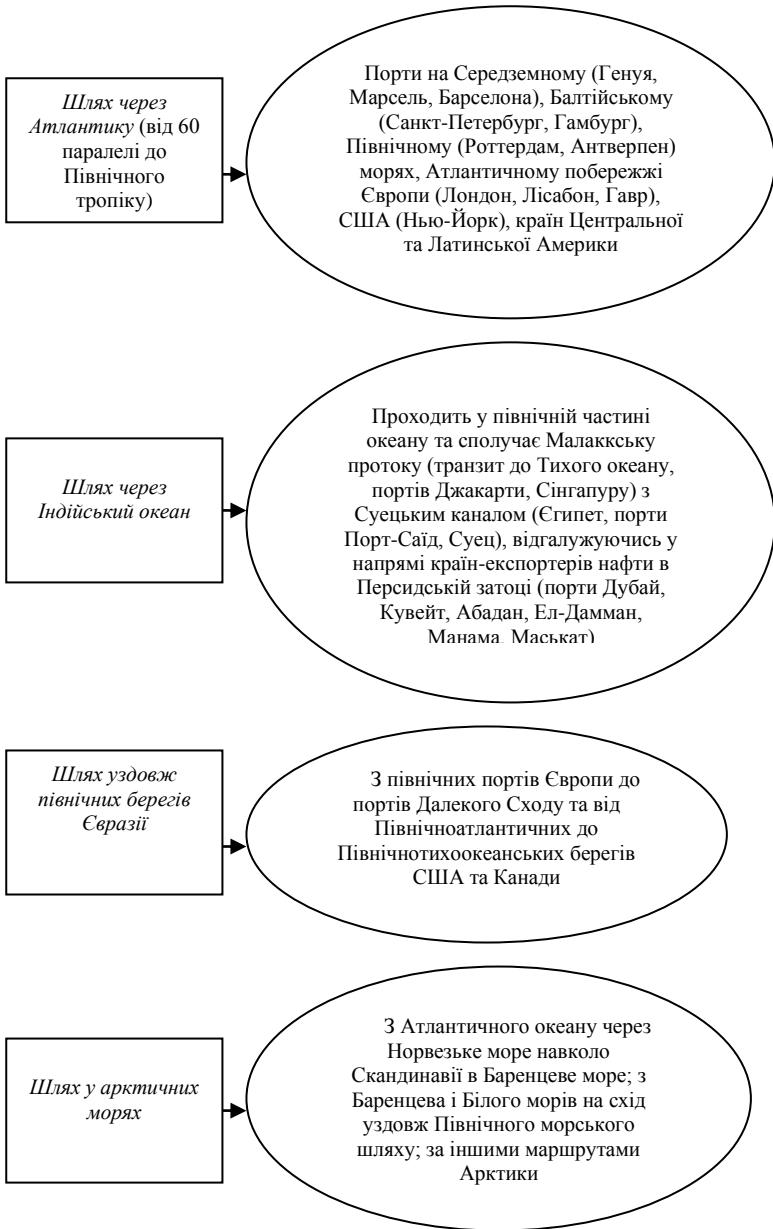 Шлях через
Атлантику (від 60
паралелі до
Північного
тропіку)
Порти на Середземному (Генуя,
Марсель, Барселона), Балтійському
(Санкт-Петербург, Гамбург),
Північному (Роттердам, Антверпен)
морях, Атлантичному побережжі
Європи (Лондон, Лісабон, Гавр),
США (Нью-Йорк), країн Центральної
та Латинської Америки
Шлях через
Індійський океан
Проходить у північній частині
океану та сполучає Малаккську
протоку (транзит до Тихого океану,
портів Джакарти, Сінгапуру) з
Суецьким каналом (Єгипет, порти
Порт-Саїд, Суец), відгалужуючись у
напрямі країн-експортерів нафти в
Персидській затоці (порти Дубай,
Кувейт, Абадан, Ел-Дамман,
Манама, Маськат)
Шлях уздовж
північних берегів
Євразії
З північних портів Європи до
портів Далекого Сходу та від
Північноатлантичних до
Північнотихоокеанських берегів
США та Канади
Шлях у арктичних
морях
З Атлантичного океану через
Норвезьке море навколо
Скандинавії в Баренцеве море; з
Баренцева і Білого морів на схід
уздовж Північного морського
шляху; за іншими маршрутами
Арктики